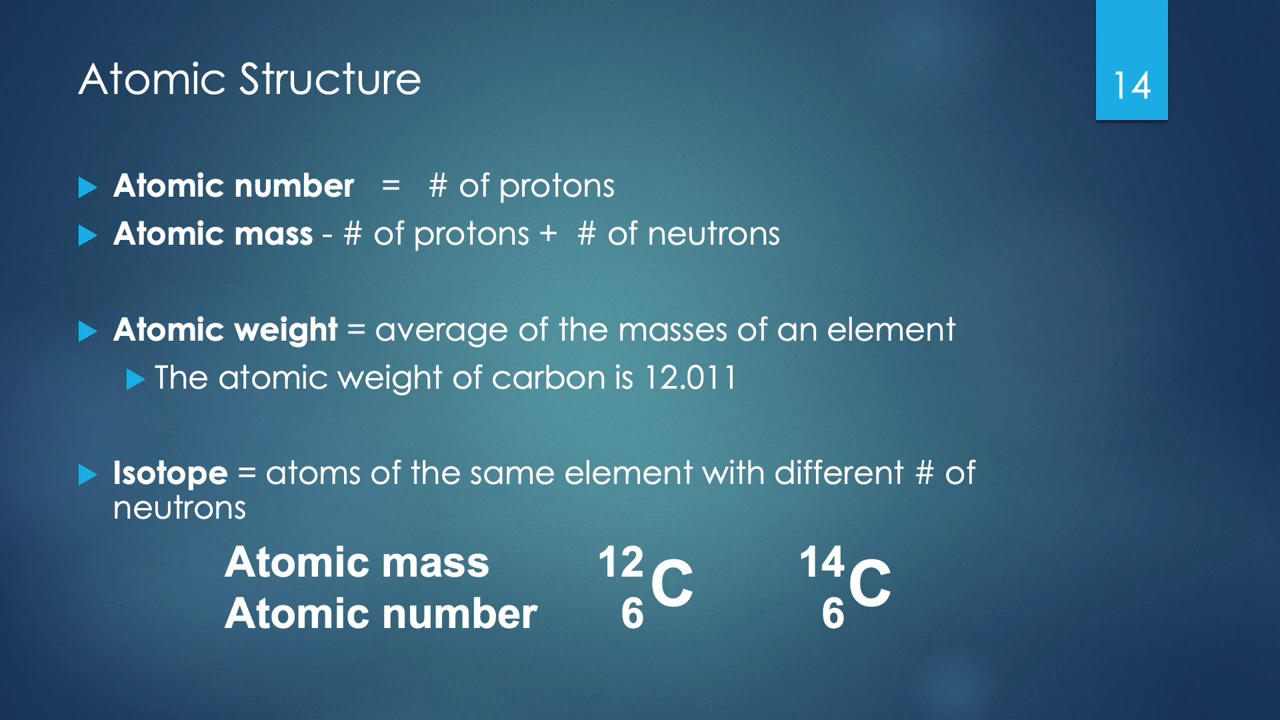 Atomic Structure
14
Atomic number = # of protons
Atomic mass - # of protons + # of neutrons
Atomic weight = average of the masses of an element
The atomic weight of carbon is 12.011
Isotope = atoms of the same element with different # of
neutrons
Atomic mass 12 C 14 C
Atomic number 6 6